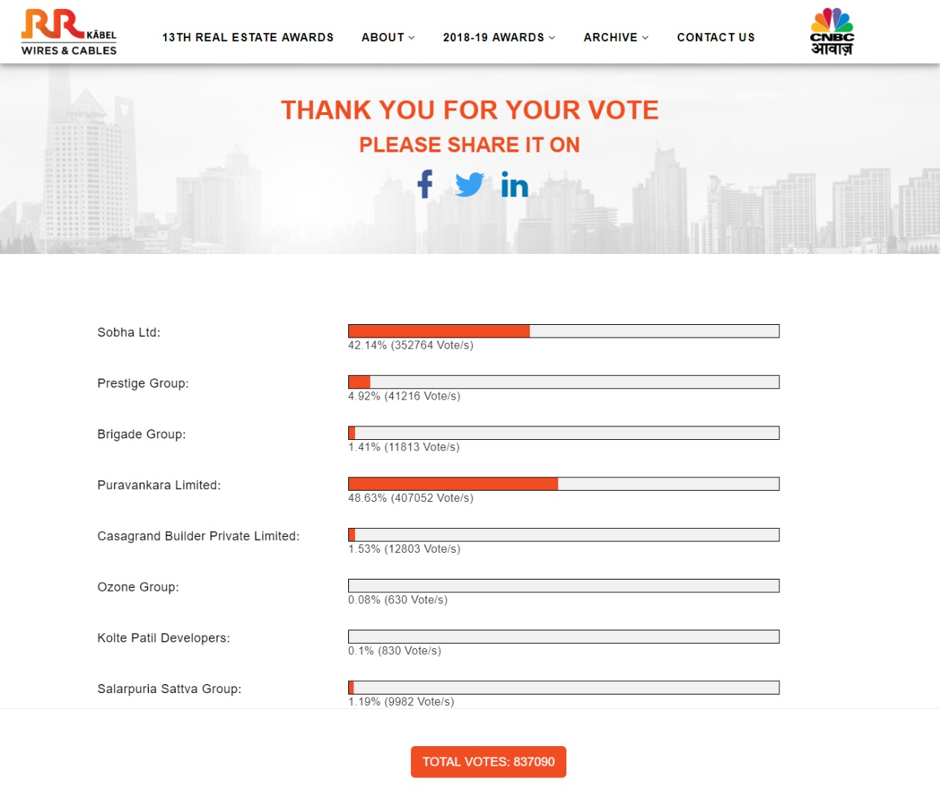 RR KĀBEL
WIRES & CABLES
13TH REAL ESTATE AWARDS ABOUT 2018-19 AWARDS ARCHIVE CONTACT US
CNBC
आवाज़
THANK YOU FOR YOUR VOTE
PLEASE SHARE IT ON
f in
Sobha Ltd:
42.14% (352764 Vote/s)
Prestige Group:
4.92% (41216 Vote/s)
Brigade Group:
1.41% (11813 Vote/s)
Puravankara Limited:
48.63% (407052 Vote/s)
Casagrand Builder Private Limited:
1.53% (12803 Vote/s)
Ozone Group:
0.08% (630 Vote/s)
Kolte Patil Developers:
0.1% (830 Vote/s)
Salarpuria Sattva Group:
1.19% (9982 Vote/s)
TOTAL VOTES: 837090